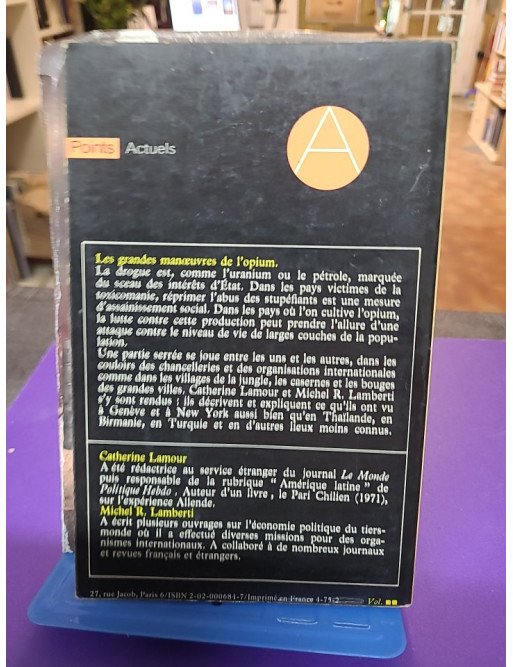 Points Actuels
A
Les grandes manœuvres de l'opium.
La drogue est, comme l'uranium ou le pétrole, marquée
du sceau des intérêts d'État. Dans les pays victimes de la
toxicomanie, réprimer l'abus des stupéfiants est une mesure
d'assainissement social. Dans les pays où l'on cultive l'opium,
la lutte contre cette production peut prendre l'allure d'une
attaque contre le niveau de vie de larges couches de la popu-
lation.
Une partie serrée se joue entre les uns et les autres, dans les
couloirs des chancelleries et des organisations internationales
comme dans les villages de la jungle, les casernes et les bouges
des grandes villes. Catherine Lamour et Michel R. Lamberti
s'y sont rendus : ils décrivent et expliquent ce qu'ils ont vu
à Genève et à New York aussi bien qu'en Thaïlande, en
Birmanie, en Turquie et en d'autres lieux moins connus.
Catherine Lamour
A été rédactrice au service étranger du journal Le Monde
puis responsable de la rubrique " Amérique latine " de
Politique Hebdo. Auteur d'un livre, le Pari Chilien (1971),
sur l'expérience Allende.
Michel R. Lamberti
A écrit plusieurs ouvrages sur l'économie politique du tiers-
monde où il a effectué diverses missions pour des orga-
nismes internationaux. A collaboré à de nombreux journaux
et revues français et étrangers.
27, rue Jacob, Paris 6/ISBN 2-02-000684-7/Imprimé en France 4-75-2 Vol.